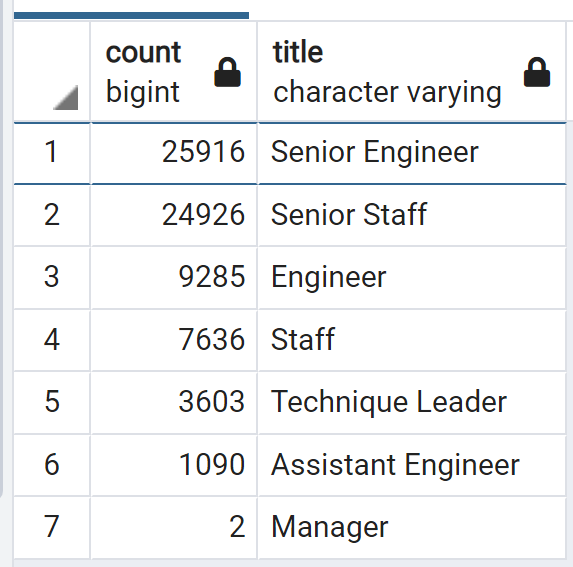 count title
bigint character varying
1 25916 Senior Engineer
2 24926 Senior Staff
3 9285 Engineer
4 7636 Staff
5 3603 Technique Leader
6 1090 Assistant Engineer
7 2 Manager